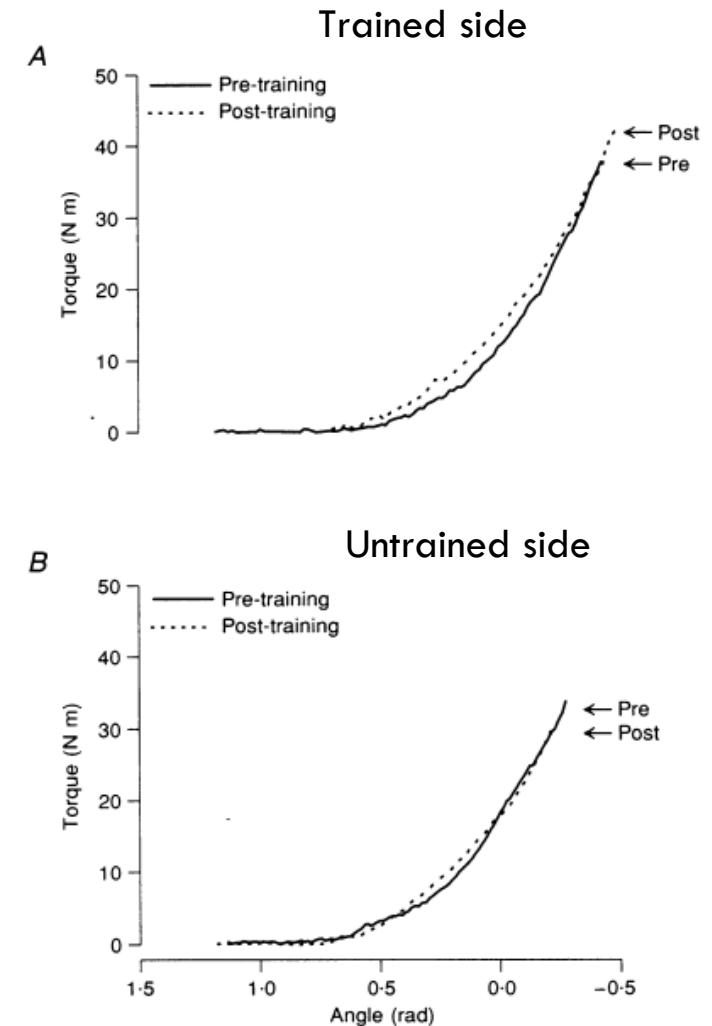 Trained side
A
50
40
30
20
10
0
Torque (N m)
Pre-training
Post-training
Post
Pre
Untrained side
B
50
40
30
20
10
0
Torque (N m)
Pre-training
Post-training
Pre
Post
1·5 1·0 0·5 0·0 −0·5
Angle (rad)